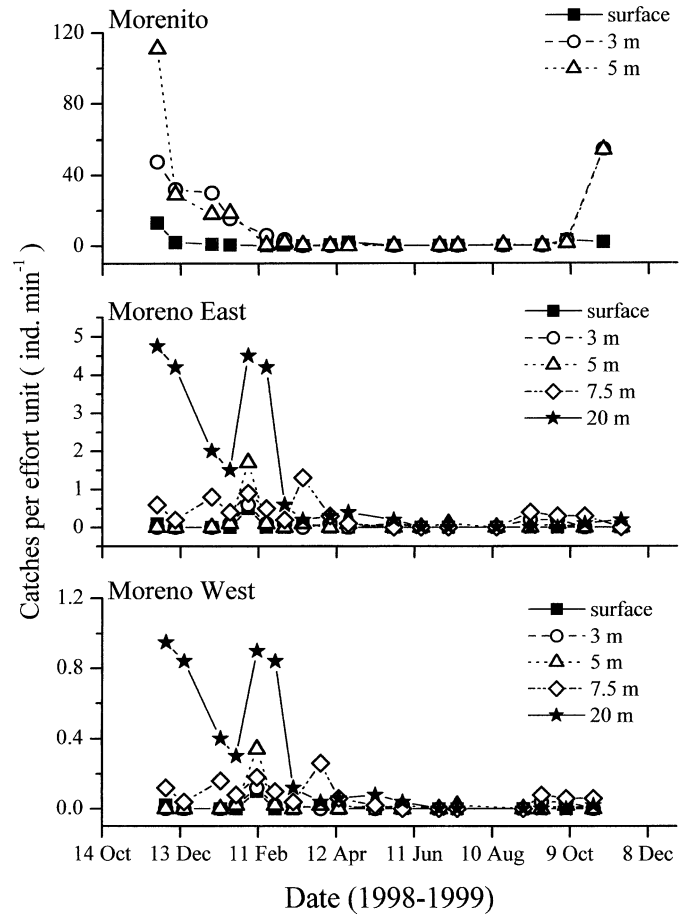 Morenito
surface
3 m
5 m
120
80
40
0
Moreno East
surface
3 m
5 m
7.5 m
20 m
5
4
3
2
1
0
Moreno West
surface
3 m
5 m
7.5 m
20 m
1.2
0.8
0.4
0.0
Catches per effort unit ( ind. min⁻¹ )
14 Oct 13 Dec 11 Feb 12 Apr 11 Jun 10 Aug 9 Oct 8 Dec
Date (1998-1999)